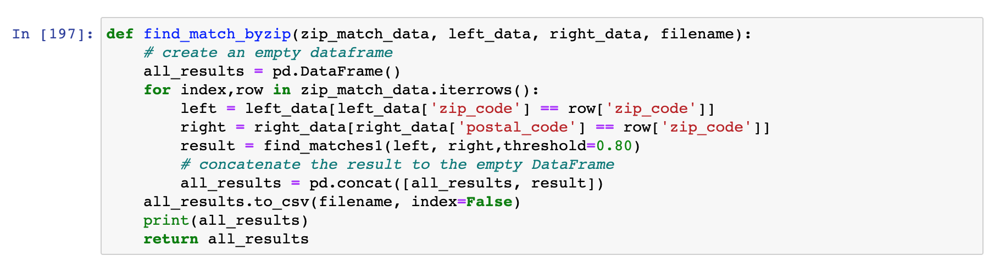 In [197]: def find_match_byzip(zip_match_data, left_data, right_data, filename):
    # create an empty dataframe
    all_results = pd.DataFrame()
    for index,row in zip_match_data.iterrows():
        left = left_data[left_data['zip_code'] == row['zip_code']]
        right = right_data[right_data['postal_code'] == row['zip_code']]
        result = find_matches1(left, right,threshold=0.80)
        # concatenate the result to the empty DataFrame
        all_results = pd.concat([all_results, result])
    all_results.to_csv(filename, index=False)
    print(all_results)
    return all_results